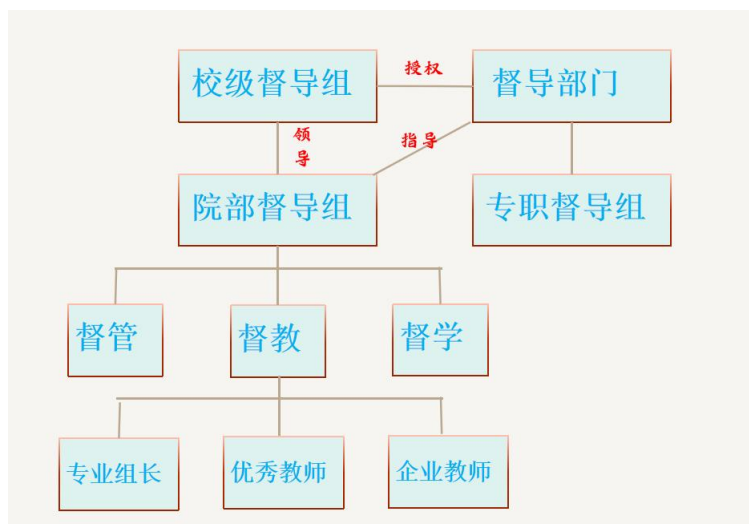 校级督导组
授权
督导部门
领
导
指导
院部督导组
专职督导组
督管
督教
督学
专业组长
优秀教师
企业教师